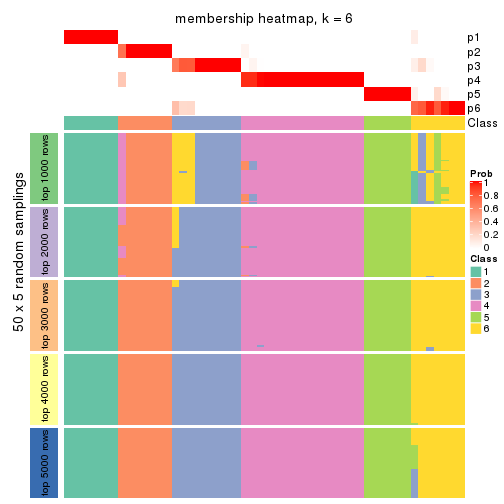 membership heatmap, k = 6
p1
p2
p3
p4
p5
p6
Class
50 x 5 random samplings
top 1000 rows
top 2000 rows
top 3000 rows
top 4000 rows
top 5000 rows
Prob
1
0.8
0.6
0.4
0.2
0
Class
1
2
3
4
5
6